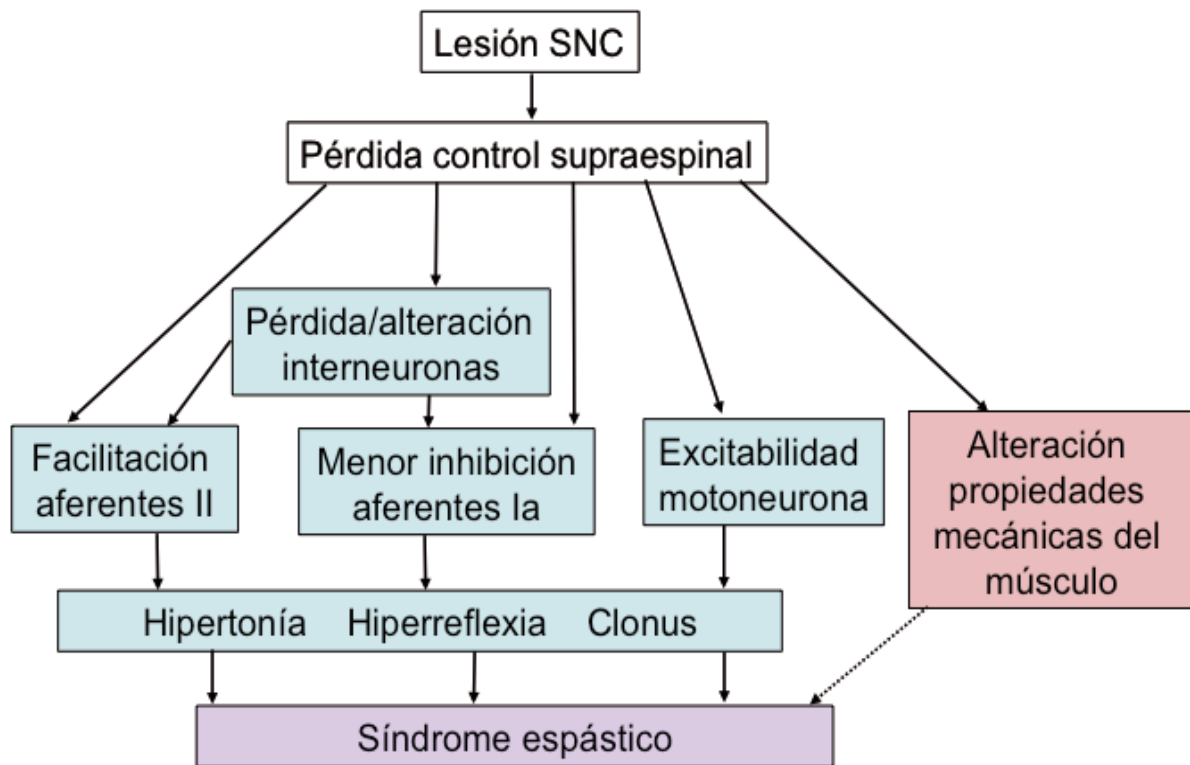 Lesión SNC
Pérdida control supraespinal
Pérdida/alteración
interneuronas
Facilitación
aferentes II
Menor inhibición
aferentes Ia
Excitabilidad
motoneurona
Alteración
propiedades
mecánicas del
músculo
Hipertonía Hiperreflexia Clonus
Síndrome espástico